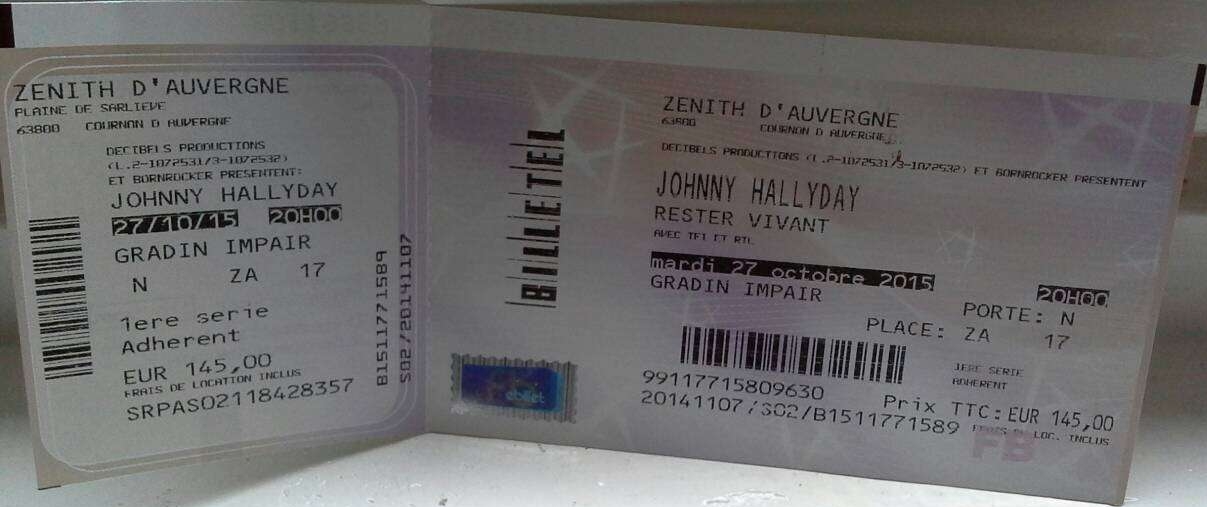 ZENITH D'AUVERGNE
PLAINE DE SARLIEVE
63800 COURNON D AUVERGNE
DECIBELS PRODUCTIONS
(L.2-1072531/3-1072532)
ET BORNROCKER PRESENTENT:
JOHNNY HALLYDAY
27/10/15 20H00
GRADIN IMPAIR
N ZA 17
1ere serie
Adherent
EUR 145,00
FRAIS DE LOCATION INCLUS
SRPAS02118428357
B1511771589
S02/20141107
BILLETEL
ebillet
ZENITH D'AUVERGNE
63800 COURNON D AUVERGNE
DECIBELS PRODUCTIONS (L.2-1072531/3-1072532) ET BORNROCKER PRESENTENT
JOHNNY HALLYDAY
RESTER VIVANT
AVEC TF1 ET RTL
mardi 27 octobre 2015 20H00
GRADIN IMPAIR
PORTE: N
PLACE: ZA 17
1ERE SERIE
ADHERENT
99117715809630
Prix TTC: EUR 145,00
20141107/S02/B1511771589
LOC. INCLUS
FB